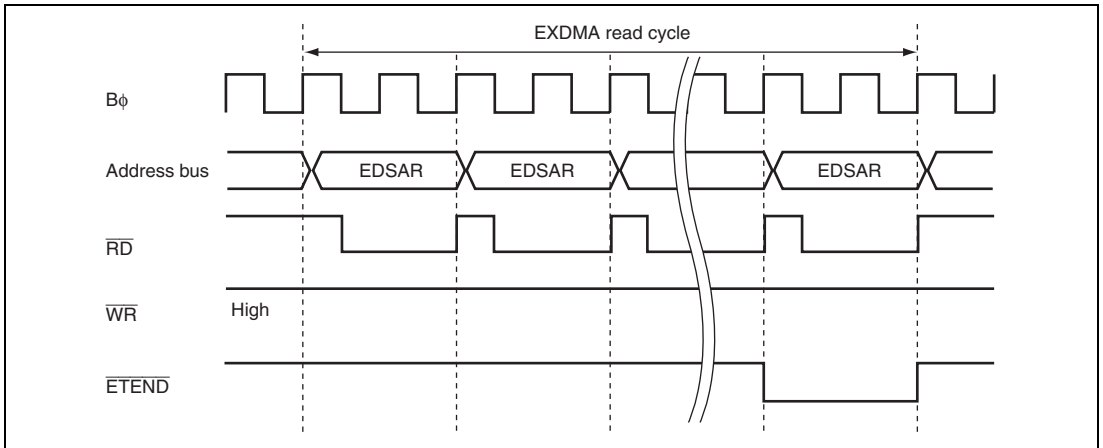 EXDMA read cycle
Bϕ
Address bus
EDSAR
EDSAR
EDSAR
RD
WR
High
ETEND